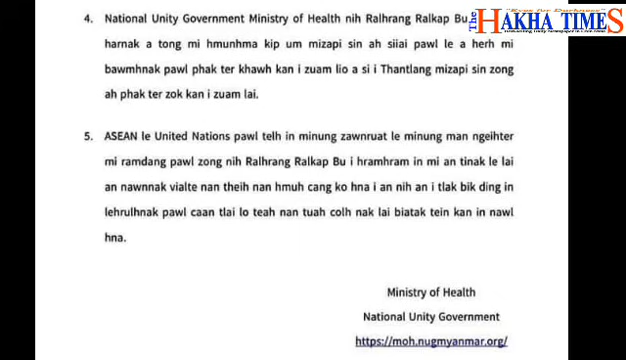 The HAKHA TIMES
4. National Unity Government Ministry of Health nih Ralhrang Ralkap Bu
harnak a tong mi hmunhma kip um mizapi sin ah siiai pawl le a herh mi
bawmhnak pawl phak ter khawh kan i zuam lio a si i Thantlang mizapi sin zong
ah phak ter zok kan i zuam lai.
5. ASEAN le United Nations pawl telh in minung zawnruat le minung man ngeihter
mi ramdang pawl zong nih Ralhrang Ralkap Bu i hramhram in mi an tinak le lai
an nawnnak vialte nan theih nan hmuh cang ko hna i an nih an i tlak bik ding in
lehrulhnak pawl caan tlai lo teah nan tuah colh nak lai biatak tein kan in nawl
hna.
Ministry of Health
National Unity Government
https://moh.nugmyanmar.org/